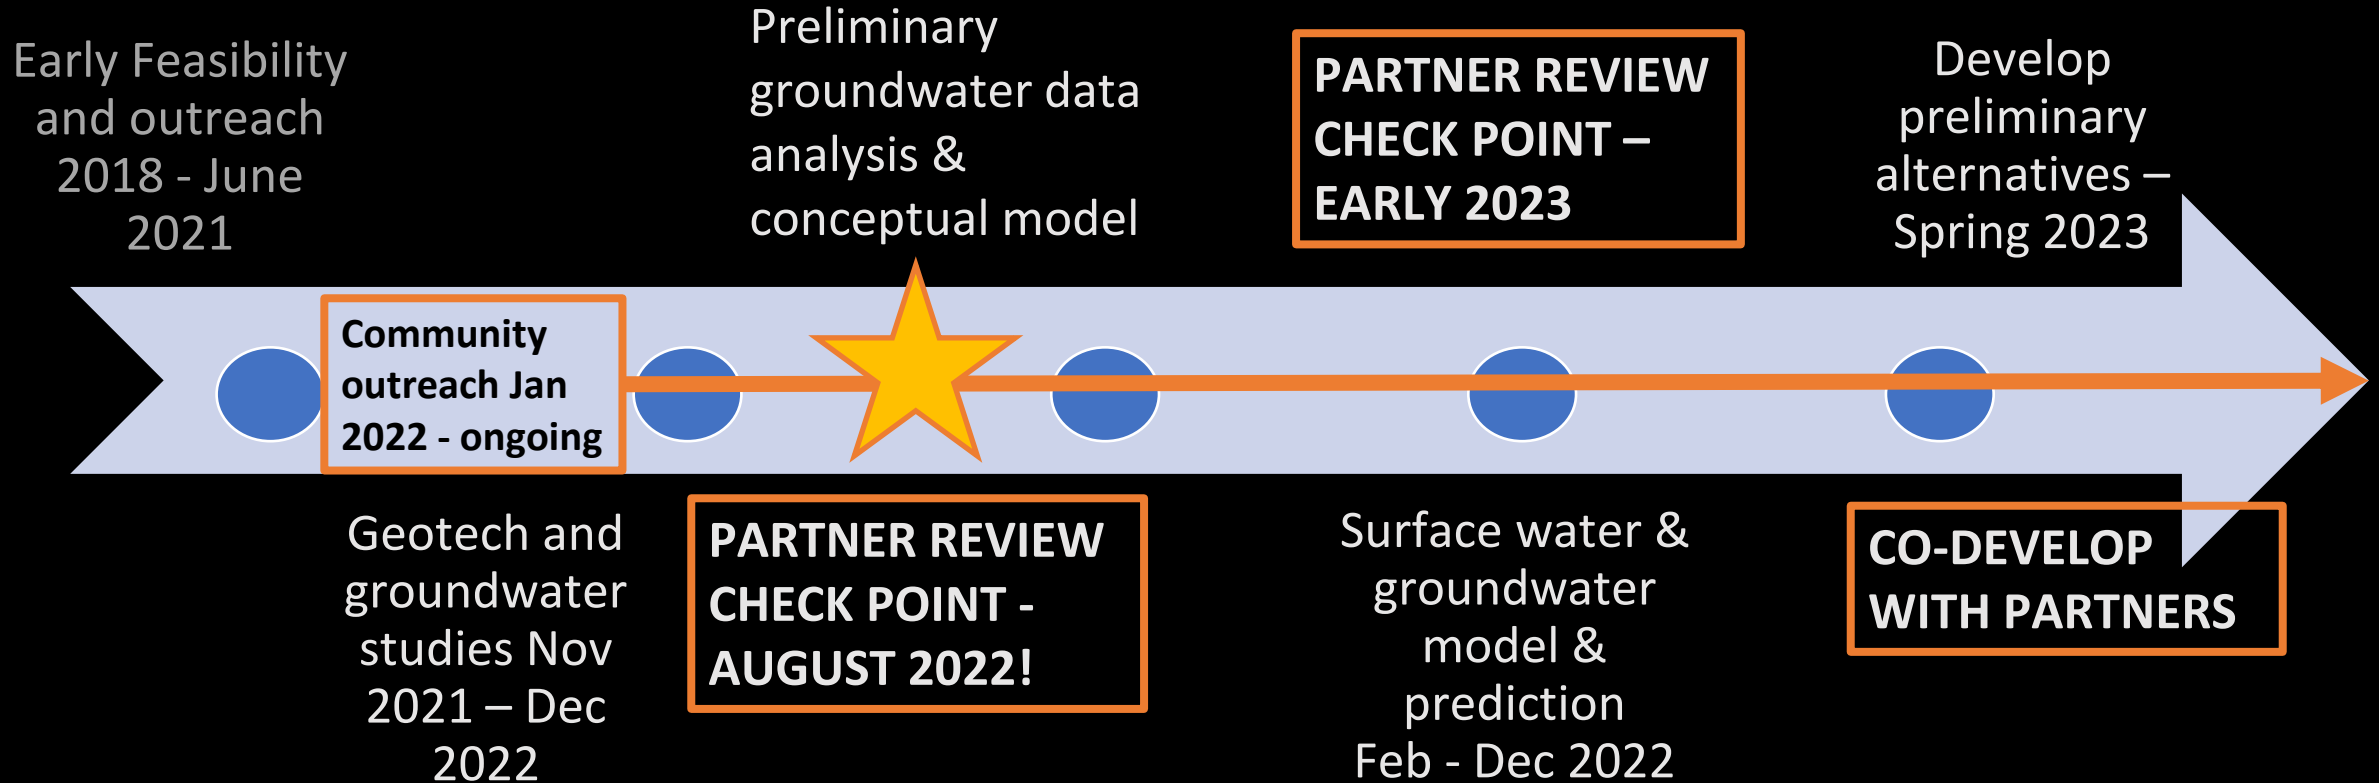 Early Feasibility
and outreach
2018 - June
2021
Preliminary
groundwater data
analysis &
conceptual model
PARTNER REVIEW
CHECK POINT –
EARLY 2023
Develop
preliminary
alternatives –
Spring 2023
Community
outreach Jan
2022 - ongoing
Geotech and
groundwater
studies Nov
2021 – Dec
2022
PARTNER REVIEW
CHECK POINT -
AUGUST 2022!
Surface water &
groundwater
model &
prediction
Feb - Dec 2022
CO-DEVELOP
WITH PARTNERS